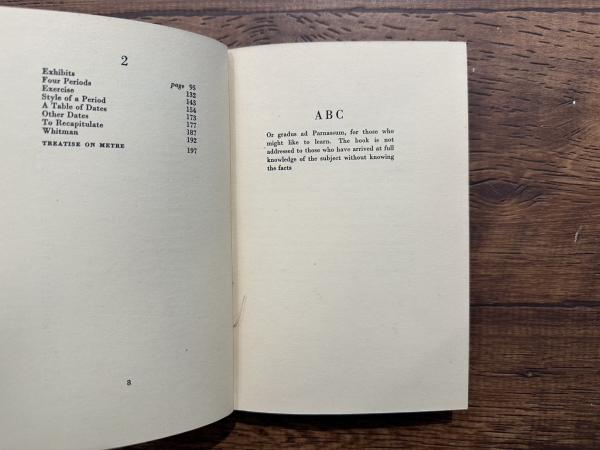 2
Exhibits page 95
Four Periods 132
Exercise 143
Style of a Period 154
A Table of Dates 173
Other Dates 177
To Recapitulate 187
Whitman 192
TREATISE ON METRE 197
8
ABC
Or gradus ad Parnassum, for those who
might like to learn. The book is not
addressed to those who have arrived at full
knowledge of the subject without knowing
the facts